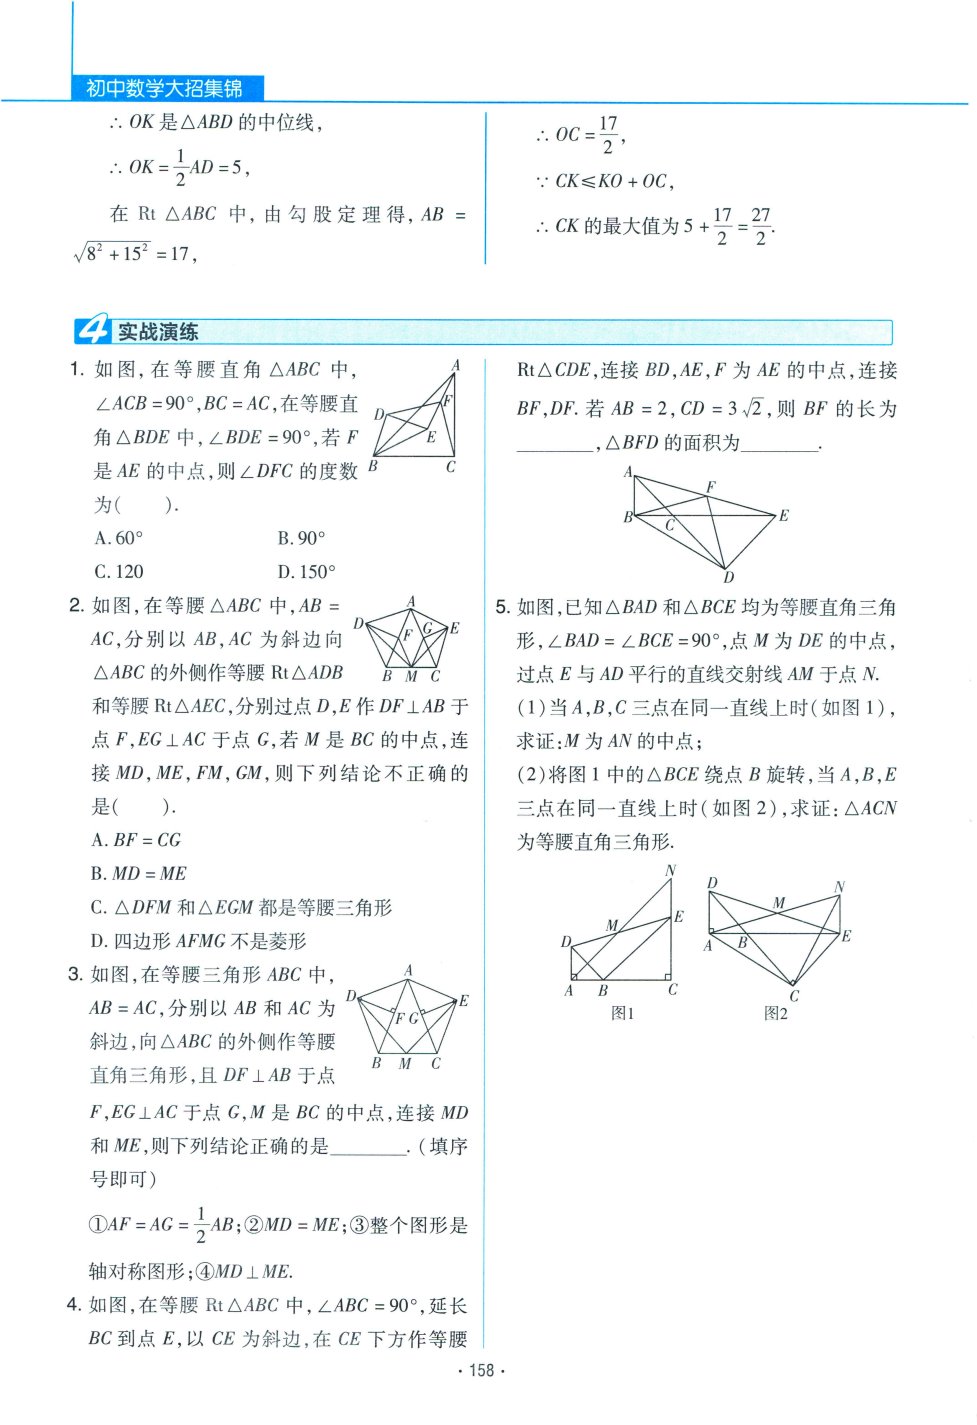 初中数学大招集锦
∴ OK 是△ABD 的中位线,
∴ OK = 1/2 AD = 5,
在 Rt △ABC 中, 由勾股定理得, AB =
√(8² + 15²) = 17,
∴ OC = 17/2,
∵ CK ≤ KO + OC,
∴ CK 的最大值为 5 + 17/2 = 27/2.
4 实战演练
1. 如图,在等腰直角 △ABC 中,
∠ACB = 90°,BC = AC,在等腰直
角△BDE 中,∠BDE = 90°,若 F
是 AE 的中点,则∠DFC 的度数
为(  ).
A
D
F
E
B
C
A. 60°
B. 90°
C. 120
D. 150°
2. 如图,在等腰 △ABC 中,AB =
AC,分别以 AB,AC 为斜边向
△ABC 的外侧作等腰 Rt△ADB
和等腰 Rt△AEC,分别过点 D,E 作 DF⊥AB 于
点 F,EG⊥AC 于点 G,若 M 是 BC 的中点,连
接 MD,ME,FM,GM,则下列结论不正确的
是(  ).
A
D
F
G
E
B M C
A. BF = CG
B. MD = ME
C. △DFM 和△EGM 都是等腰三角形
D. 四边形 AFMG 不是菱形
3. 如图,在等腰三角形 ABC 中,
AB = AC,分别以 AB 和 AC 为
斜边,向△ABC 的外侧作等腰
直角三角形,且 DF⊥AB 于点
F,EG⊥AC 于点 G,M 是 BC 的中点,连接 MD
和 ME,则下列结论正确的是________.(填序
号即可)
A
D
F G
E
B M C
①AF = AG = 1/2 AB;②MD = ME;③整个图形是
轴对称图形;④MD⊥ME.
4. 如图,在等腰 Rt△ABC 中,∠ABC = 90°,延长
BC 到点 E,以 CE 为斜边,在 CE 下方作等腰
Rt△CDE,连接 BD,AE,F 为 AE 的中点,连接
BF,DF. 若 AB = 2,CD = 3√2,则 BF 的长为
________,△BFD 的面积为________.
A
F
B
C
E
D
5. 如图,已知△BAD 和△BCE 均为等腰直角三角
形,∠BAD = ∠BCE = 90°,点 M 为 DE 的中点,
过点 E 与 AD 平行的直线交射线 AM 于点 N.
(1)当 A,B,C 三点在同一直线上时(如图 1),
求证:M 为 AN 的中点;
(2)将图 1 中的△BCE 绕点 B 旋转,当 A,B,E
三点在同一直线上时(如图 2),求证:△ACN
为等腰直角三角形.
N
E
M
D
A B C
图1
D
N
M
A B
E
C
图2
· 158 ·